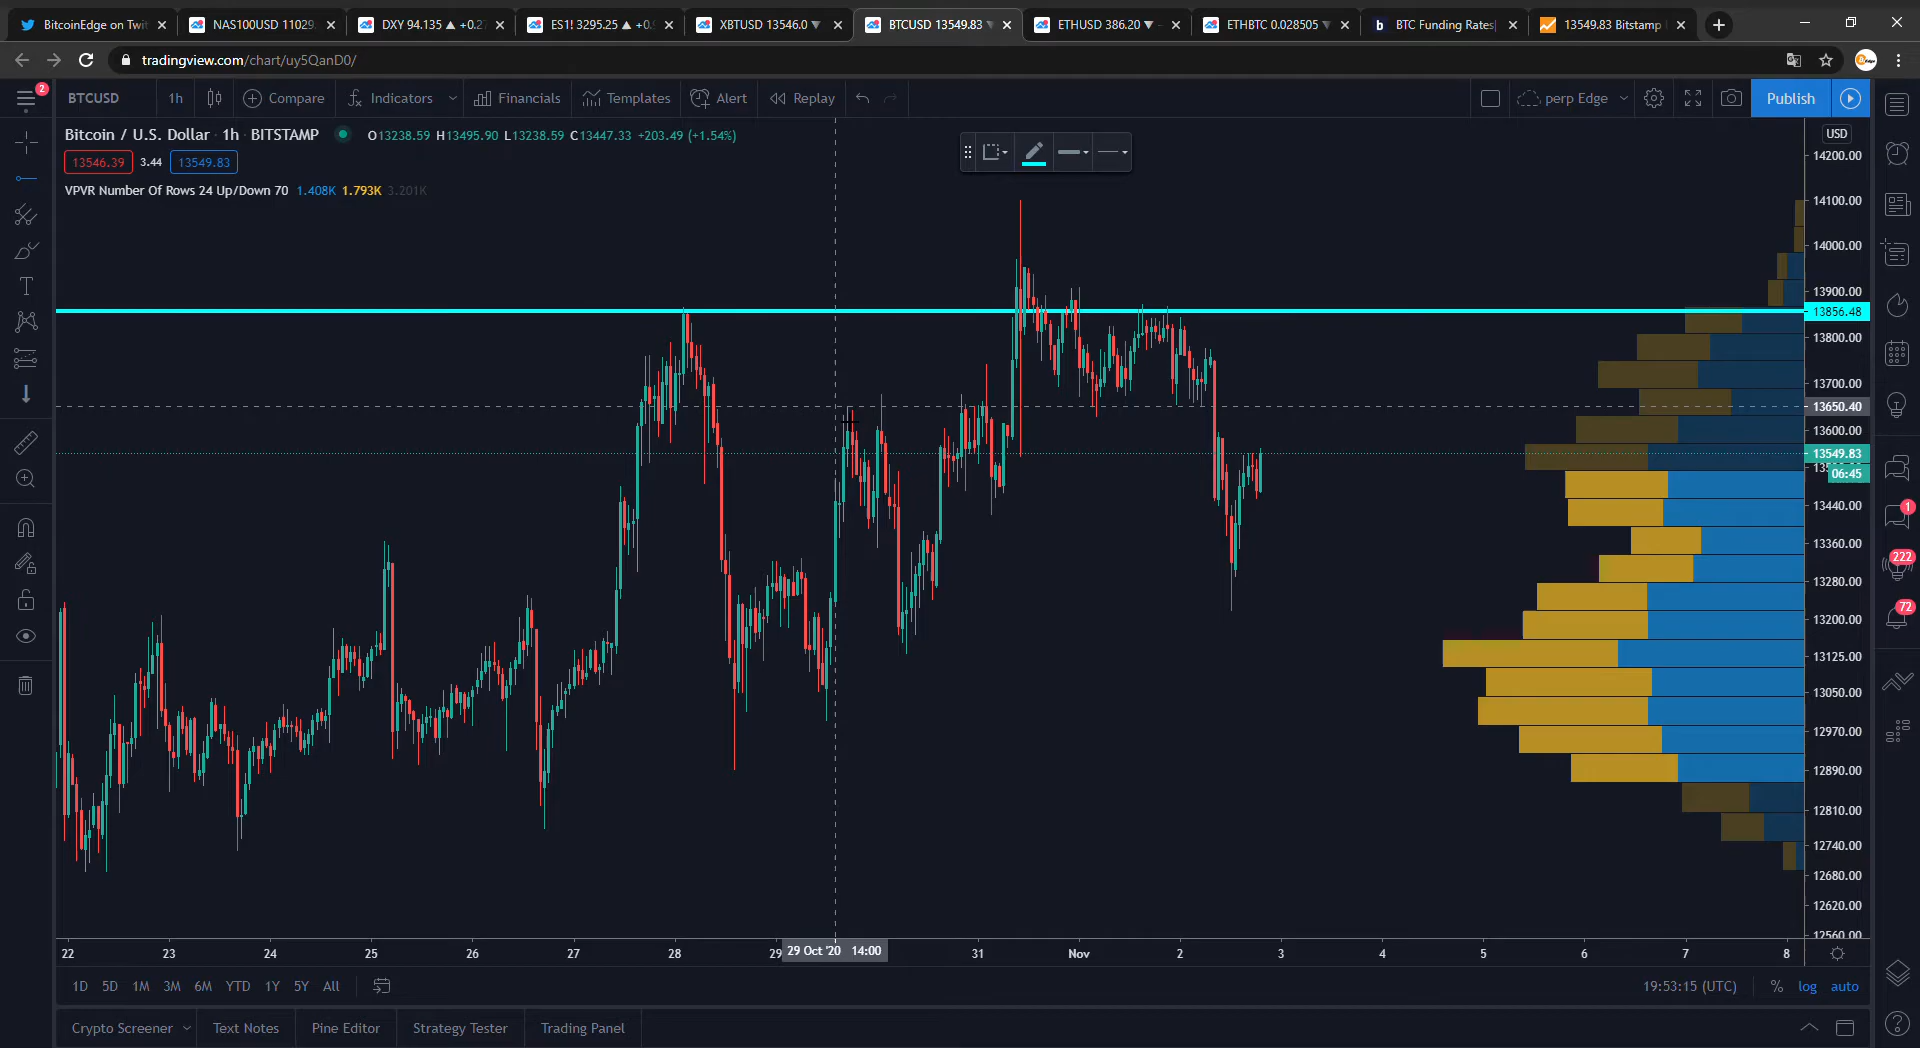 BitcoinEdge on Twit
NAS100USD 11029.
DXY 94.135 ▲ +0.2
ES1! 3295.25 ▲ +0.
XBTUSD 13546.0 ▼
BTCUSD 13549.83 ▼
ETHUSD 386.20 ▼
ETHBTC 0.028505 ▼
b BTC Funding Rates|
13549.83 Bitstamp
tradingview.com/chart/uy5QanD0/
2
BTCUSD 1h Compare Indicators Financials Templates Alert Replay perp Edge Publish
Bitcoin / U.S. Dollar · 1h · BITSTAMP O13238.59 H13495.90 L13238.59 C13447.33 +203.49 (+1.54%)
13546.39 3.44 13549.83
VPVR Number Of Rows 24 Up/Down 70 1.408K 1.793K 3.201K
USD
14200.00
14100.00
14000.00
13900.00
13856.48
13800.00
13700.00
13650.40
13600.00
13549.83
06:45
13440.00
13360.00
13280.00
13200.00
13125.00
13050.00
12970.00
12890.00
12810.00
12740.00
12680.00
12620.00
12560.00
1
222
72
22 23 24 25 26 27 28 29 29 Oct '20 14:00 31 Nov 2 3 4 5 6 7 8
1D 5D 1M 3M 6M YTD 1Y 5Y All 19:53:15 (UTC) % log auto
Crypto Screener Text Notes Pine Editor Strategy Tester Trading Panel